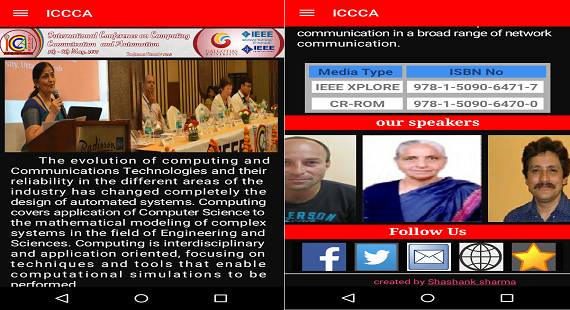 ICCCA
International Conference on Computing
Communication and Automation
IEEE
IEEE
The evolution of computing and
Communications Technologies and their
reliability in the different areas of the
industry has changed completely the
design of automated systems. Computing
covers application of Computer Science to
the mathematical modeling of complex
systems in the field of Engineering and
Sciences. Computing is interdisciplinary
and application oriented, focusing on
techniques and tools that enable
computational simulations to be
performed
ICCCA
communication in a broad range of network
communication.
Media Type ISBN No
IEEE XPLORE 978-1-5090-6471-7
CR-ROM 978-1-5090-6470-0
our speakers
Follow Us
created by Shashank sharma